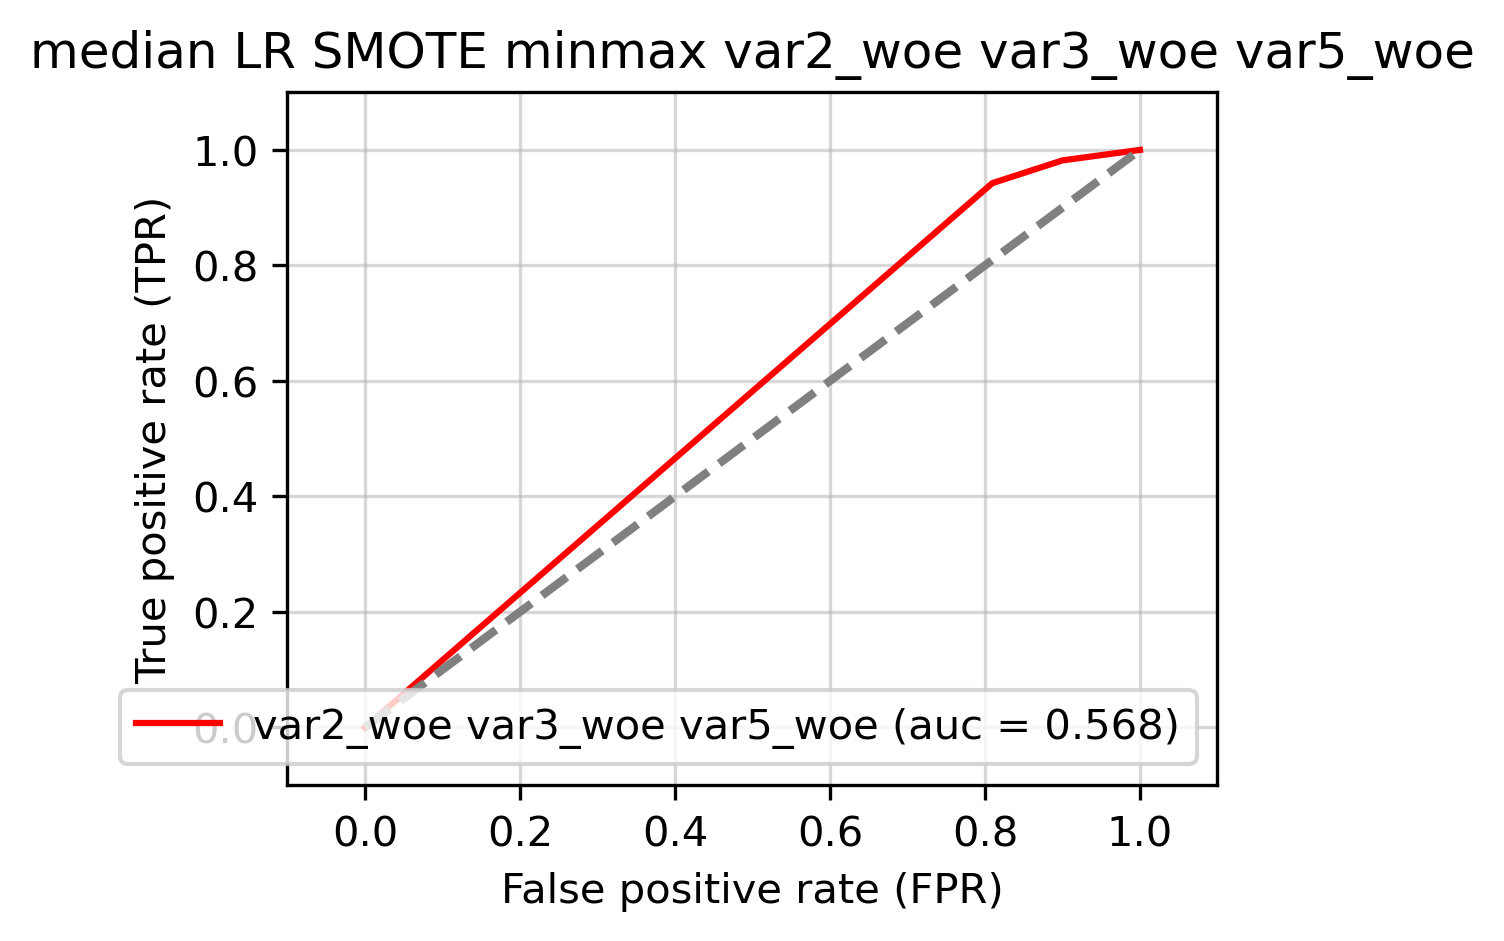 median LR SMOTE minmax var2_woe var3_woe var5_woe
True positive rate (TPR)
1.0
0.8
0.6
0.4
0.2
0.0
var2_woe var3_woe var5_woe (auc = 0.568)
0.0 0.2 0.4 0.6 0.8 1.0
False positive rate (FPR)